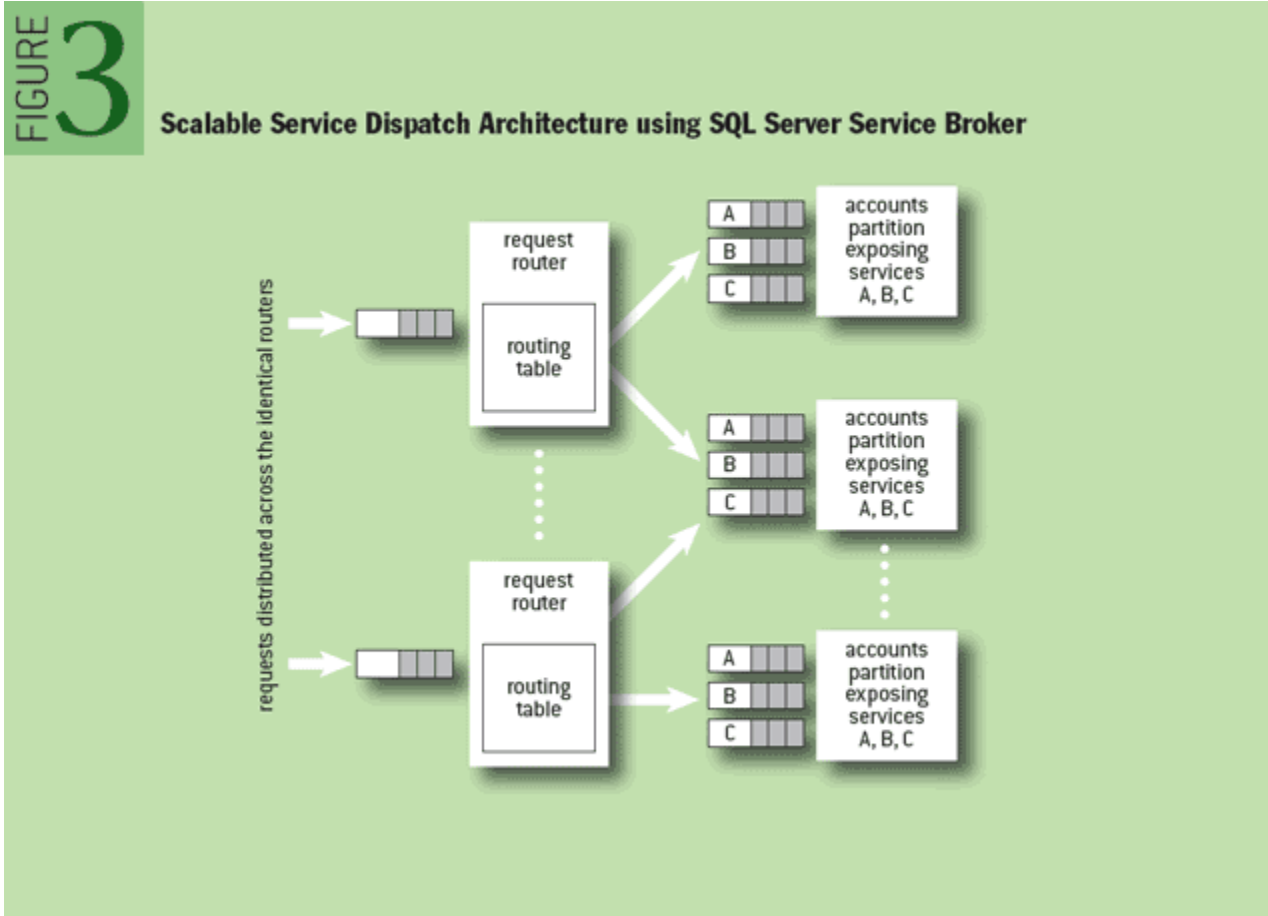 FIGURE
3
Scalable Service Dispatch Architecture using SQL Server Service Broker
requests distributed across the identical routers
request
router
routing
table
request
router
routing
table
A
B
C
accounts
partition
exposing
services
A, B, C
A
B
C
accounts
partition
exposing
services
A, B, C
A
B
C
accounts
partition
exposing
services
A, B, C